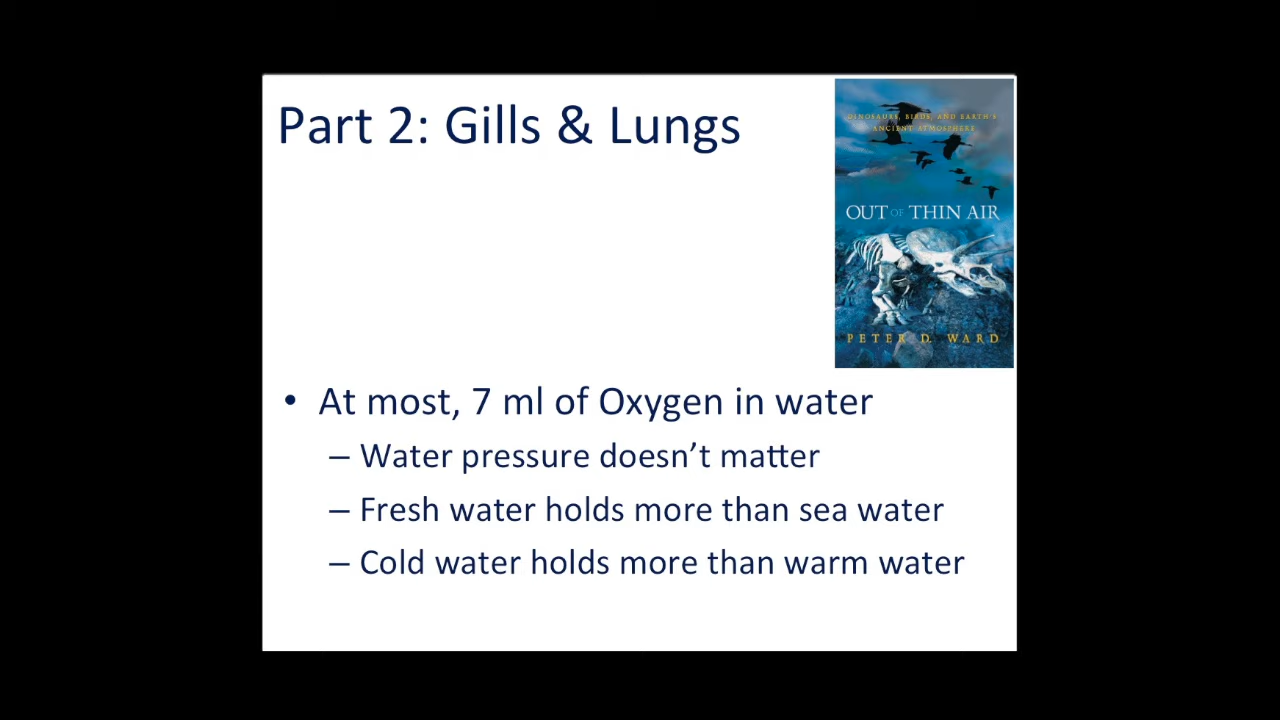 Part 2: Gills & Lungs
DINOSAURS, BIRDS, AND EARTH'S
ANCIENT ATMOSPHERE
OUT OF THIN AIR
PETER D. WARD
• At most, 7 ml of Oxygen in water
– Water pressure doesn't matter
– Fresh water holds more than sea water
– Cold water holds more than warm water